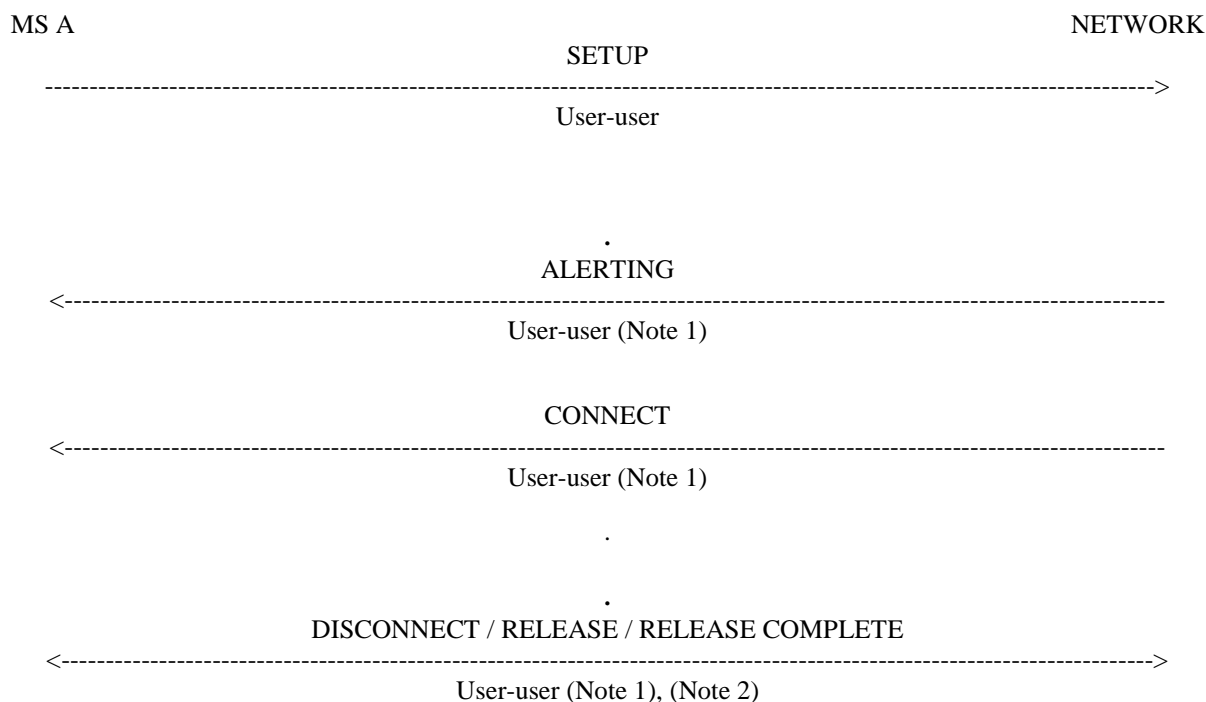 MS A NETWORK
SETUP
------------------------------------------------------------------------------------------------------------------------------>
User-user
.
ALERTING
<-----------------------------------------------------------------------------------------------------------------------------
User-user (Note 1)
CONNECT
<-----------------------------------------------------------------------------------------------------------------------------
User-user (Note 1)
.
.
DISCONNECT / RELEASE / RELEASE COMPLETE
<---------------------------------------------------------------------------------------------------------------------------->
User-user (Note 1), (Note 2)